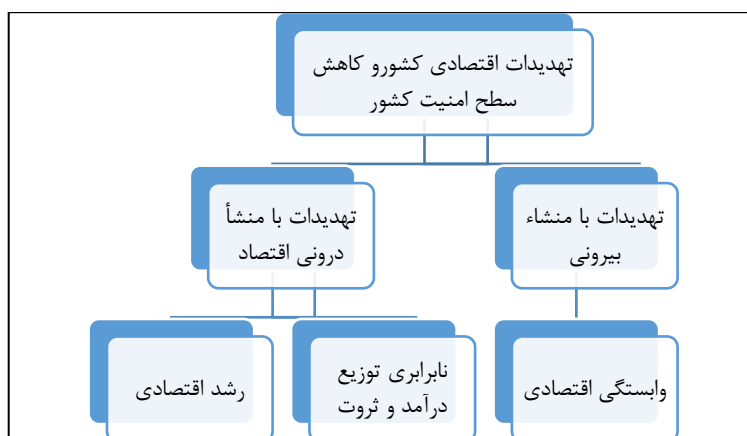 تهدیدات اقتصادی کشورو کاهش
سطح امنیت کشور
تهدیدات با منشاء
بیرونی
تهدیدات با منشأ
درونی اقتصاد
وابستگی اقتصادی
نابرابری توزیع
درآمد و ثروت
رشد اقتصادی